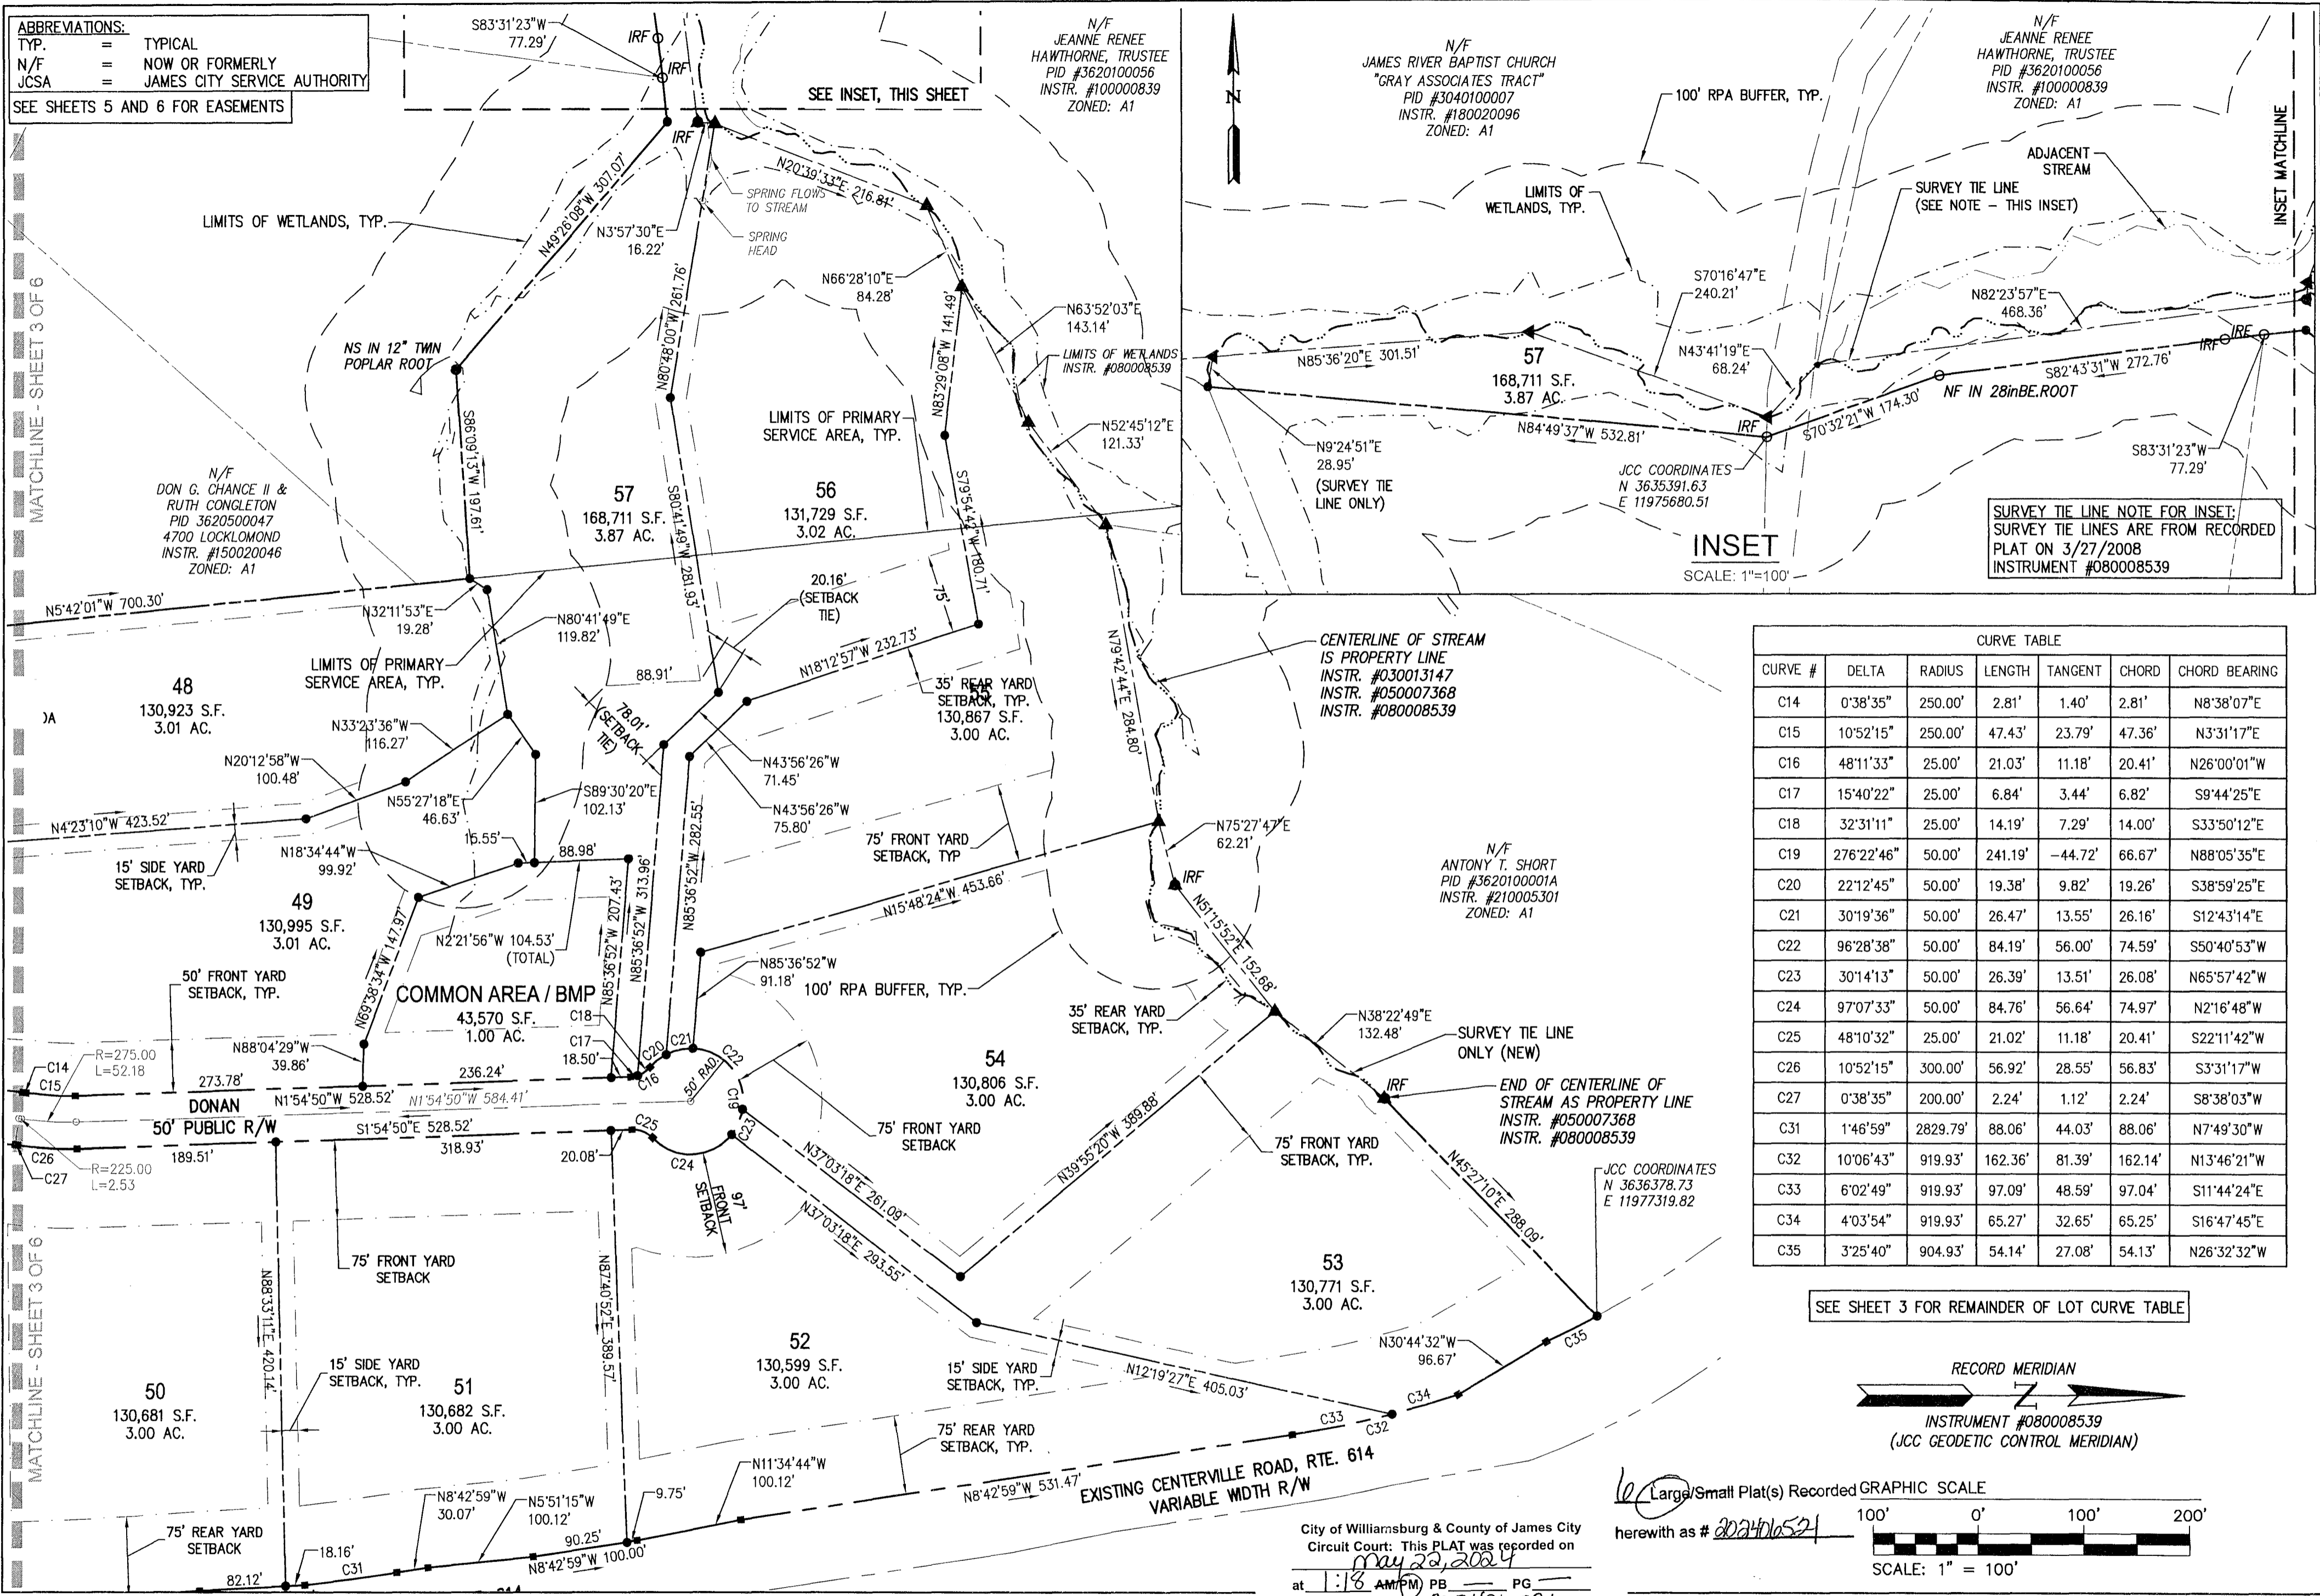 ABBREVIATIONS:
TYP. = TYPICAL
N/F = NOW OR FORMERLY
JCSA = JAMES CITY SERVICE AUTHORITY
SEE SHEETS 5 AND 6 FOR EASEMENTS
S83°31'23"W
77.29'
IRF
IRF
IRF
SEE INSET, THIS SHEET
N/F
JEANNE RENEE
HAWTHORNE, TRUSTEE
PID #3620100056
INSTR. #100000839
ZONED: A1
LIMITS OF WETLANDS, TYP.
N49°26'08"W 307.07'
N20°39'33"E 216.81'
SPRING FLOWS
TO STREAM
SPRING
HEAD
N3°57'30"E
16.22'
N66°28'10"E
84.28'
N80°48'00"W 261.76'
N83°29'08"W 141.49'
N63°52'03"E
143.14'
LIMITS OF WETLANDS
INSTR. #080008539
N52°45'12"E
121.33'
NS IN 12" TWIN
POPLAR ROOT
S86°09'13"W 197.61'
LIMITS OF PRIMARY
SERVICE AREA, TYP.
MATCHLINE - SHEET 3 OF 6
N/F
DON G. CHANCE II &
RUTH CONGLETON
PID 3620500047
4700 LOCKLOMOND
INSTR. #150020046
ZONED: A1
57
168,711 S.F.
3.87 AC.
S80°41'49"W 281.93'
56
131,729 S.F.
3.02 AC.
S79°54'42"W 180.71'
75'
20.16'
(SETBACK
TIE)
N5°42'01"W 700.30'
N32°11'53"E
19.28'
N80°41'49"E
119.82'
LIMITS OF PRIMARY
SERVICE AREA, TYP.
N18°12'57"W 232.73'
88.91'
78.01'
(SETBACK
TIE)
35' REAR YARD
SETBACK, TYP.
55
130,867 S.F.
3.00 AC.
N79°42'44"E 284.80'
CENTERLINE OF STREAM
IS PROPERTY LINE
INSTR. #030013147
INSTR. #050007368
INSTR. #080008539
48
130,923 S.F.
3.01 AC.
N33°23'36"W
116.27'
N20°12'58"W
100.48'
N55°27'18"E
46.63'
S89°30'20"E
102.13'
N43°56'26"W
71.45'
N43°56'26"W
75.80'
N4°23'10"W 423.52'
15' SIDE YARD
SETBACK, TYP.
15.55'
88.98'
N18°34'44"W
99.92'
75' FRONT YARD
SETBACK, TYP
N75°27'47"E
62.21'
IRF
N15°48'24"W 453.66'
N51°15'52"E 152.68'
N/F
ANTONY T. SHORT
PID #3620100001A
INSTR. #210005301
ZONED: A1
49
130,995 S.F.
3.01 AC.
N69°38'34"W 147.97'
N2°21'56"W 104.53'
(TOTAL)
N85°36'52"W 207.43'
N85°36'52"W 313.96'
N85°36'52"W 282.55'
N85°36'52"W
91.18'
100' RPA BUFFER, TYP.
50' FRONT YARD
SETBACK, TYP.
COMMON AREA / BMP
43,570 S.F.
1.00 AC.
C18
C17
18.50'
C16
C20
C21
C22
50' RAD.
C19
C23
35' REAR YARD
SETBACK, TYP.
N38°22'49"E
132.48'
SURVEY TIE LINE
ONLY (NEW)
IRF
END OF CENTERLINE OF
STREAM AS PROPERTY LINE
INSTR. #050007368
INSTR. #080008539
N88°04'29"W
39.86'
R=275.00
L=52.18
C14
C15
273.78'
236.24'
DONAN
N1°54'50"W 528.52'
N1°54'50"W 584.41'
50' PUBLIC R/W
S1°54'50"E 528.52'
318.93'
189.51'
C26
C27
R=225.00
L=2.53
C25
20.08'
C24
97'
FRONT
SETBACK
54
130,806 S.F.
3.00 AC.
75' FRONT YARD
SETBACK
N37°03'18"E 261.09'
N37°03'18"E 293.55'
N39°55'20"W 389.88'
75' FRONT YARD
SETBACK, TYP.
N45°27'10"E 288.09'
JCC COORDINATES
N 3636378.73
E 11977319.82
75' FRONT YARD
SETBACK
MATCHLINE - SHEET 3 OF 6
N88°33'11"E 420.14'
N87°40'52"E 389.57'
53
130,771 S.F.
3.00 AC.
52
130,599 S.F.
3.00 AC.
15' SIDE YARD
SETBACK, TYP.
N12°19'27"E 405.03'
N30°44'32"W
96.67'
C35
C34
C33
C32
50
130,681 S.F.
3.00 AC.
15' SIDE YARD
SETBACK, TYP.
51
130,682 S.F.
3.00 AC.
75' REAR YARD
SETBACK, TYP.
N11°34'44"W
100.12'
N8°42'59"W 531.47'
EXISTING CENTERVILLE ROAD, RTE. 614
VARIABLE WIDTH R/W
N8°42'59"W
30.07'
N5°51'15"W
100.12'
9.75'
90.25'
N8°42'59"W 100.00'
75' REAR YARD
SETBACK
18.16'
C31
82.12'
N
N/F
JAMES RIVER BAPTIST CHURCH
"GRAY ASSOCIATES TRACT"
PID #3040100007
INSTR. #180020096
ZONED: A1
100' RPA BUFFER, TYP.
N/F
JEANNE RENEE
HAWTHORNE, TRUSTEE
PID #3620100056
INSTR. #100000839
ZONED: A1
INSET MATCHLINE
ADJACENT
STREAM
LIMITS OF
WETLANDS, TYP.
SURVEY TIE LINE
(SEE NOTE – THIS INSET)
S70°16'47"E
240.21'
N82°23'57"E
468.36'
N85°36'20"E 301.51'
57
168,711 S.F.
3.87 AC.
N43°41'19"E
68.24'
IRF
IRF
S82°43'31"W 272.76'
NF IN 28inBE.ROOT
IRF
S70°32'21"W 174.30'
N84°49'37"W 532.81'
N9°24'51"E
28.95'
(SURVEY TIE
LINE ONLY)
JCC COORDINATES
N 3635391.63
E 11975680.51
S83°31'23"W
77.29'
INSET
SCALE: 1"=100'
SURVEY TIE LINE NOTE FOR INSET:
SURVEY TIE LINES ARE FROM RECORDED
PLAT ON 3/27/2008
INSTRUMENT #080008539
CURVE TABLE
CURVE # DELTA RADIUS LENGTH TANGENT CHORD CHORD BEARING
C14 0°38'35" 250.00' 2.81' 1.40' 2.81' N8°38'07"E
C15 10°52'15" 250.00' 47.43' 23.79' 47.36' N3°31'17"E
C16 48°11'33" 25.00' 21.03' 11.18' 20.41' N26°00'01"W
C17 15°40'22" 25.00' 6.84' 3.44' 6.82' S9°44'25"E
C18 32°31'11" 25.00' 14.19' 7.29' 14.00' S33°50'12"E
C19 276°22'46" 50.00' 241.19' −44.72' 66.67' N88°05'35"E
C20 22°12'45" 50.00' 19.38' 9.82' 19.26' S38°59'25"E
C21 30°19'36" 50.00' 26.47' 13.55' 26.16' S12°43'14"E
C22 96°28'38" 50.00' 84.19' 56.00' 74.59' S50°40'53"W
C23 30°14'13" 50.00' 26.39' 13.51' 26.08' N65°57'42"W
C24 97°07'33" 50.00' 84.76' 56.64' 74.97' N2°16'48"W
C25 48°10'32" 25.00' 21.02' 11.18' 20.41' S22°11'42"W
C26 10°52'15" 300.00' 56.92' 28.55' 56.83' S3°31'17"W
C27 0°38'35" 200.00' 2.24' 1.12' 2.24' S8°38'03"W
C31 1°46'59" 2829.79' 88.06' 44.03' 88.06' N7°49'30"W
C32 10°06'43" 919.93' 162.36' 81.39' 162.14' N13°46'21"W
C33 6°02'49" 919.93' 97.09' 48.59' 97.04' S11°44'24"E
C34 4°03'54" 919.93' 65.27' 32.65' 65.25' S16°47'45"E
C35 3°25'40" 904.93' 54.14' 27.08' 54.13' N26°32'32"W
SEE SHEET 3 FOR REMAINDER OF LOT CURVE TABLE
RECORD MERIDIAN
N
INSTRUMENT #080008539
(JCC GEODETIC CONTROL MERIDIAN)
6 Large/Small Plat(s) Recorded
herewith as # 202406521
GRAPHIC SCALE
100' 0' 100' 200'
SCALE: 1" = 100'
City of Williamsburg & County of James City
Circuit Court: This PLAT was recorded on
May 22, 2024
at 1:18 AM/PM PB — PG —